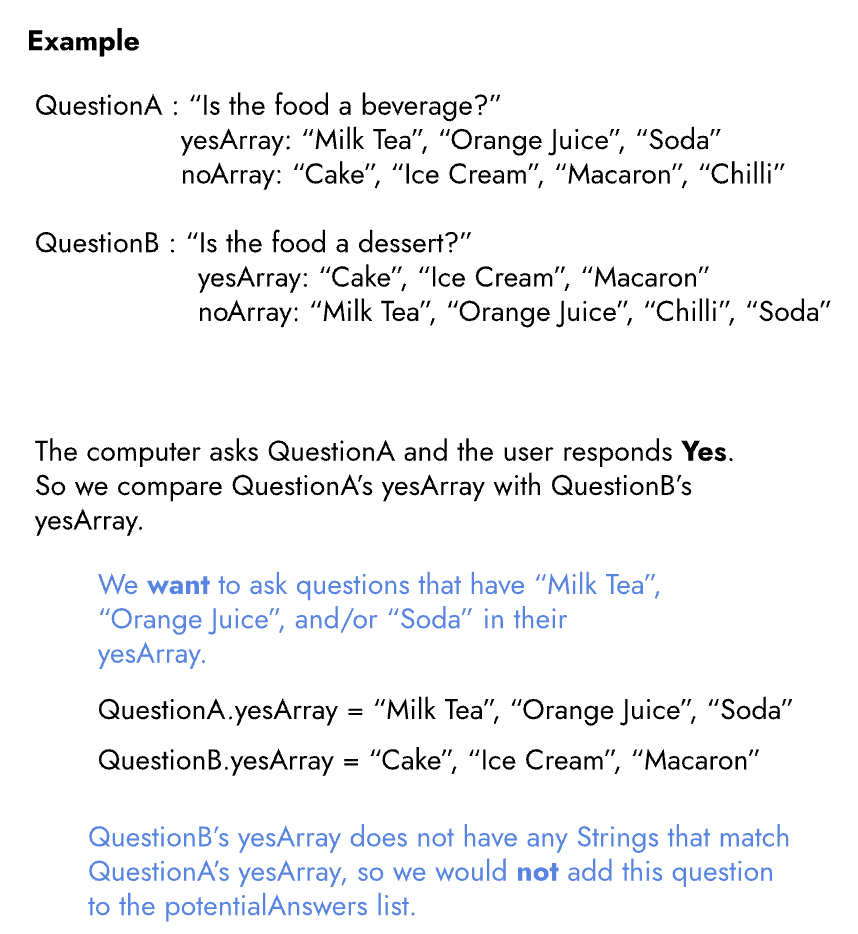 Example
QuestionA : “Is the food a beverage?”
yesArray: “Milk Tea”, “Orange Juice”, “Soda”
noArray: “Cake”, “Ice Cream”, “Macaron”, “Chilli”
QuestionB : “Is the food a dessert?”
yesArray: “Cake”, “Ice Cream”, “Macaron”
noArray: “Milk Tea”, “Orange Juice”, “Chilli”, “Soda”
The computer asks QuestionA and the user responds Yes.
So we compare QuestionA’s yesArray with QuestionB’s
yesArray.
We want to ask questions that have “Milk Tea”,
“Orange Juice”, and/or “Soda” in their
yesArray.
QuestionA.yesArray = “Milk Tea”, “Orange Juice”, “Soda”
QuestionB.yesArray = “Cake”, “Ice Cream”, “Macaron”
QuestionB’s yesArray does not have any Strings that match
QuestionA’s yesArray, so we would not add this question
to the potentialAnswers list.